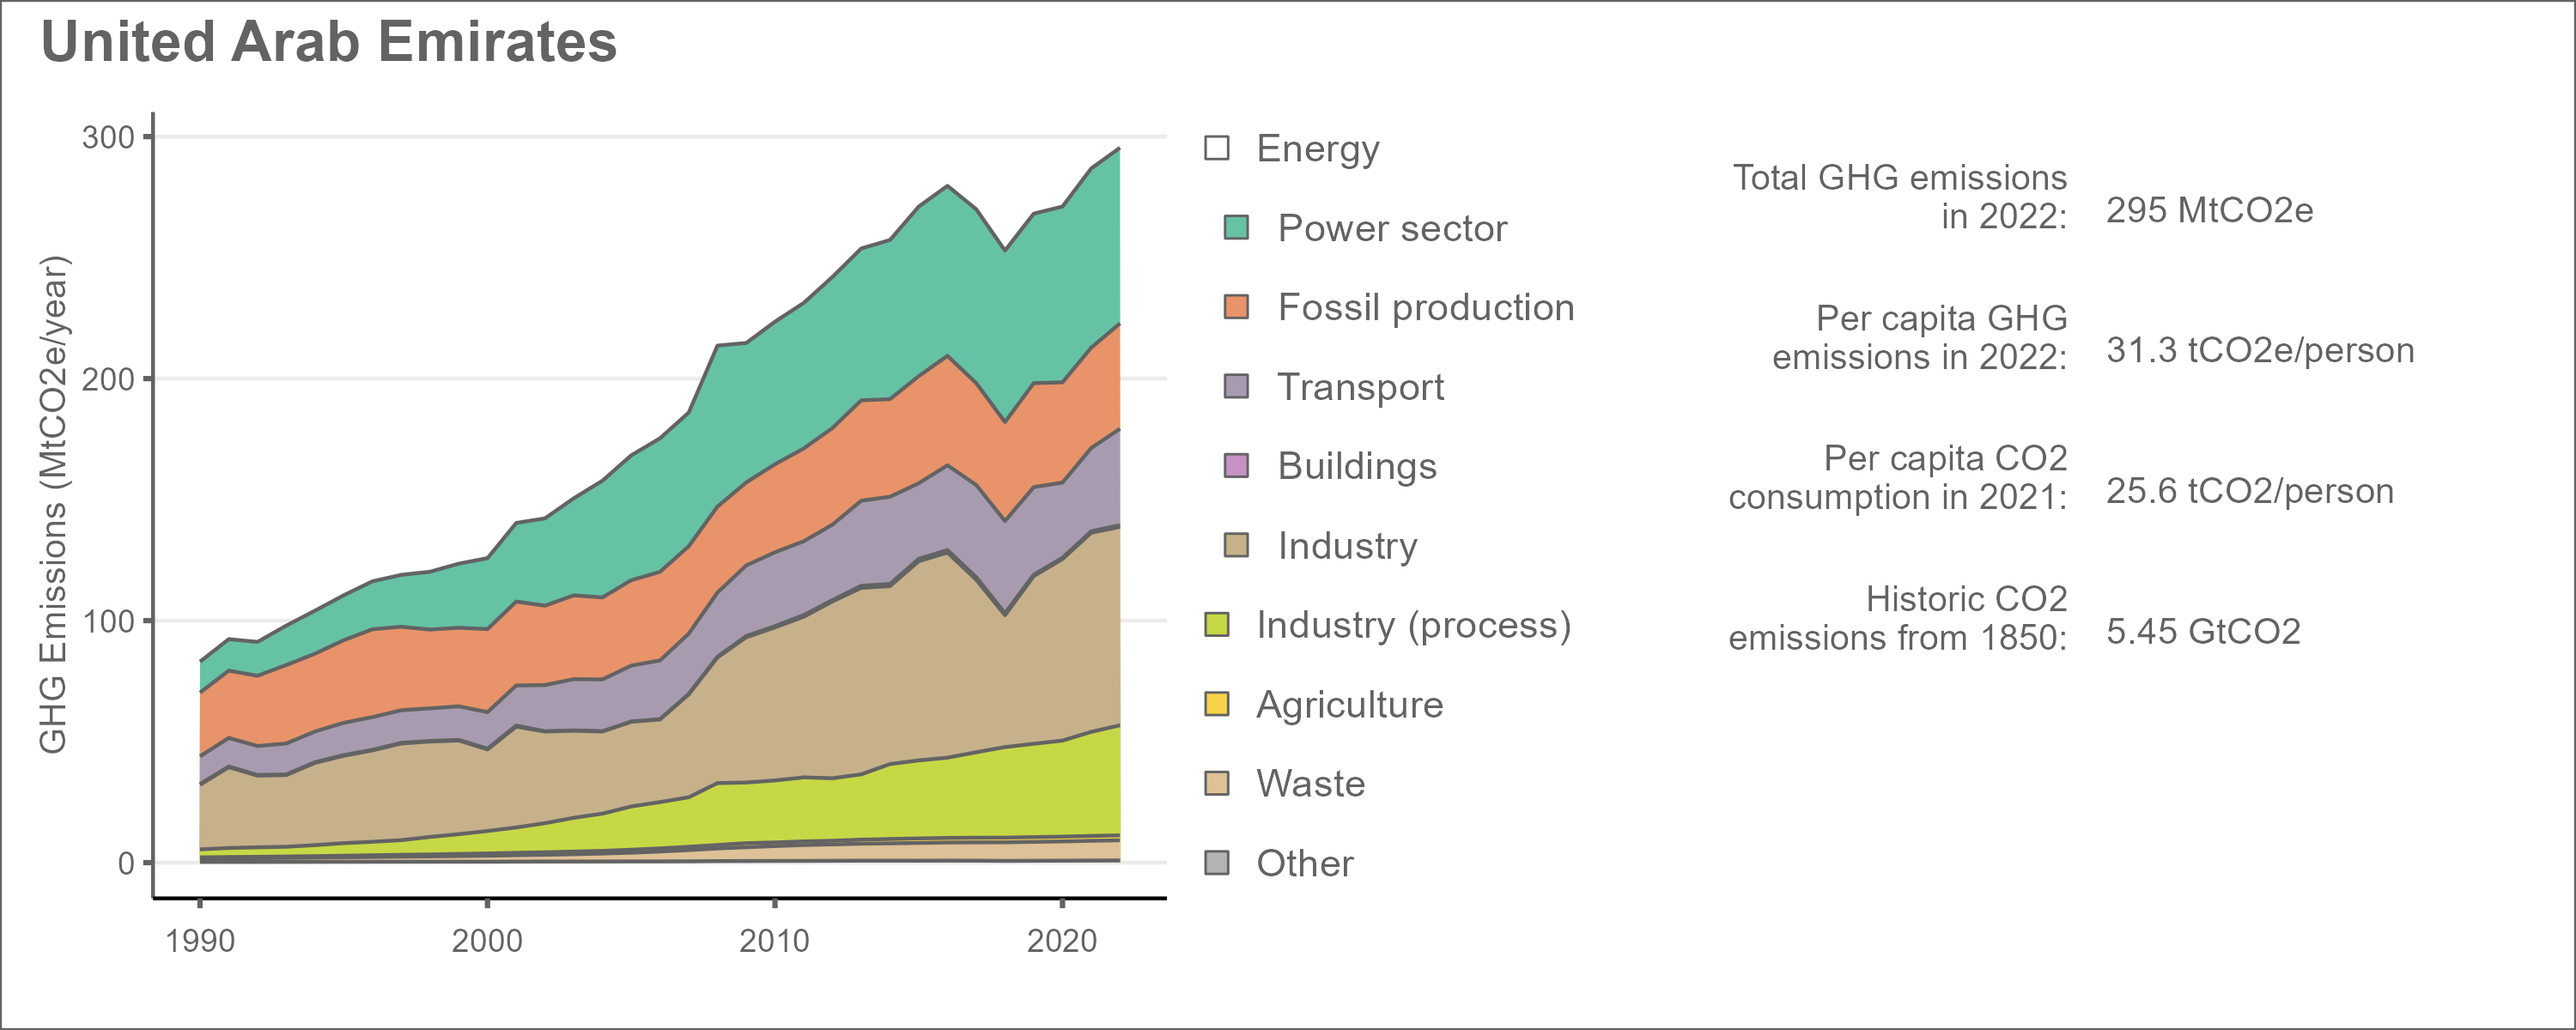 United Arab Emirates
GHG Emissions (MtCO2e/year)
300
200
100
0
1990
2000
2010
2020
Energy
Power sector
Fossil production
Transport
Buildings
Industry
Industry (process)
Agriculture
Waste
Other
Total GHG emissions
in 2022:
295 MtCO2e
Per capita GHG
emissions in 2022:
31.3 tCO2e/person
Per capita CO2
consumption in 2021:
25.6 tCO2/person
Historic CO2
emissions from 1850:
5.45 GtCO2